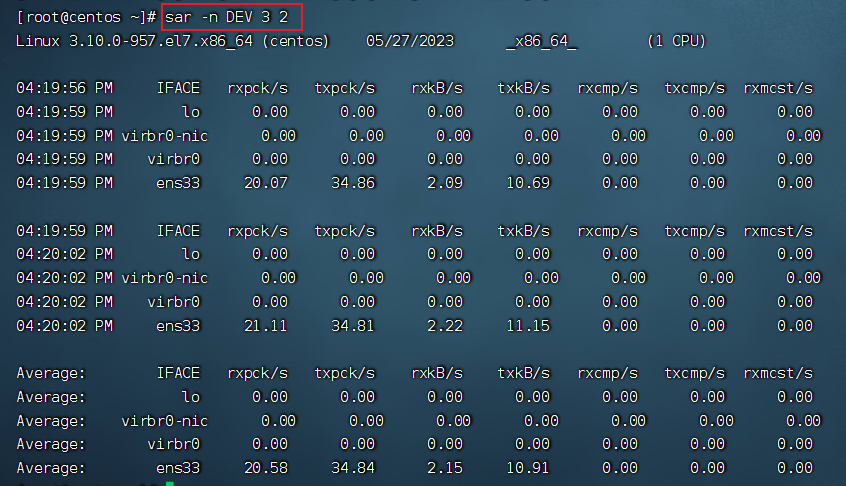 [root@centos ~]# sar -n DEV 3 2
Linux 3.10.0-957.el7.x86_64 (centos) 05/27/2023 _x86_64_ (1 CPU)
04:19:56 PM IFACE rxpck/s txpck/s rxkB/s txkB/s rxcmp/s txcmp/s rxmcst/s
04:19:59 PM lo 0.00 0.00 0.00 0.00 0.00 0.00 0.00
04:19:59 PM virbr0-nic 0.00 0.00 0.00 0.00 0.00 0.00 0.00
04:19:59 PM virbr0 0.00 0.00 0.00 0.00 0.00 0.00 0.00
04:19:59 PM ens33 20.07 34.86 2.09 10.69 0.00 0.00 0.00
04:19:59 PM IFACE rxpck/s txpck/s rxkB/s txkB/s rxcmp/s txcmp/s rxmcst/s
04:20:02 PM lo 0.00 0.00 0.00 0.00 0.00 0.00 0.00
04:20:02 PM virbr0-nic 0.00 0.00 0.00 0.00 0.00 0.00 0.00
04:20:02 PM virbr0 0.00 0.00 0.00 0.00 0.00 0.00 0.00
04:20:02 PM ens33 21.11 34.81 2.22 11.15 0.00 0.00 0.00
Average: IFACE rxpck/s txpck/s rxkB/s txkB/s rxcmp/s txcmp/s rxmcst/s
Average: lo 0.00 0.00 0.00 0.00 0.00 0.00 0.00
Average: virbr0-nic 0.00 0.00 0.00 0.00 0.00 0.00 0.00
Average: virbr0 0.00 0.00 0.00 0.00 0.00 0.00 0.00
Average: ens33 20.58 34.84 2.15 10.91 0.00 0.00 0.00